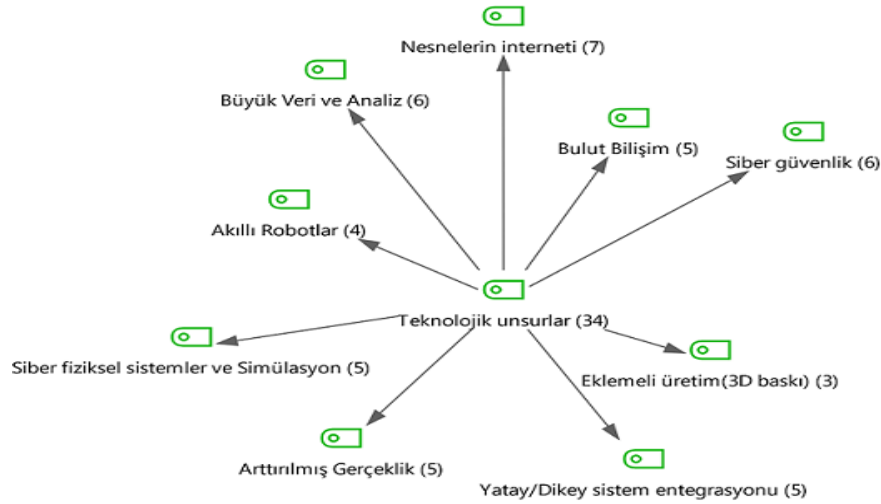 Nesnelerin interneti (7)
Büyük Veri ve Analiz (6)
Bulut Bilişim (5)
Siber güvenlik (6)
Akıllı Robotlar (4)
Teknolojik unsurlar (34)
Siber fiziksel sistemler ve Simülasyon (5)
Eklemeli üretim(3D baskı) (3)
Arttırılmış Gerçeklik (5)
Yatay/Dikey sistem entegrasyonu (5)